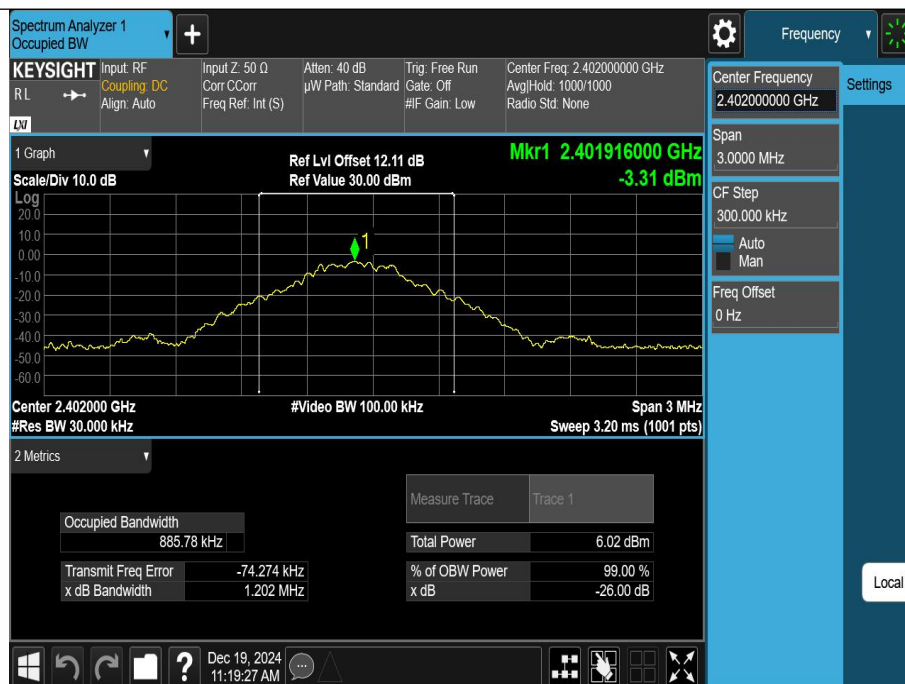 Spectrum Analyzer 1
Occupied BW
Frequency
KEYSIGHT
RL
LXI
Input: RF
Coupling: DC
Align: Auto
Input Z: 50 Ω
Corr CCorr
Freq Ref: Int (S)
Atten: 40 dB
µW Path: Standard
Trig: Free Run
Gate: Off
#IF Gain: Low
Center Freq: 2.402000000 GHz
Avg|Hold: 1000/1000
Radio Std: None
Center Frequency
2.402000000 GHz
Settings
Span
3.0000 MHz
CF Step
300.000 kHz
Auto
Man
Freq Offset
0 Hz
Local
1 Graph
Scale/Div 10.0 dB
Ref Lvl Offset 12.11 dB
Ref Value 30.00 dBm
Mkr1 2.401916000 GHz
-3.31 dBm
Log
20.0
10.0
0.00
-10.0
-20.0
-30.0
-40.0
-50.0
-60.0
1
Center 2.402000 GHz
#Res BW 30.000 kHz
#Video BW 100.00 kHz
Span 3 MHz
Sweep 3.20 ms (1001 pts)
2 Metrics
Measure Trace Trace 1
Occupied Bandwidth
885.78 kHz
Total Power 6.02 dBm
Transmit Freq Error -74.274 kHz
% of OBW Power 99.00 %
x dB Bandwidth 1.202 MHz
x dB -26.00 dB
Dec 19, 2024
11:19:27 AM